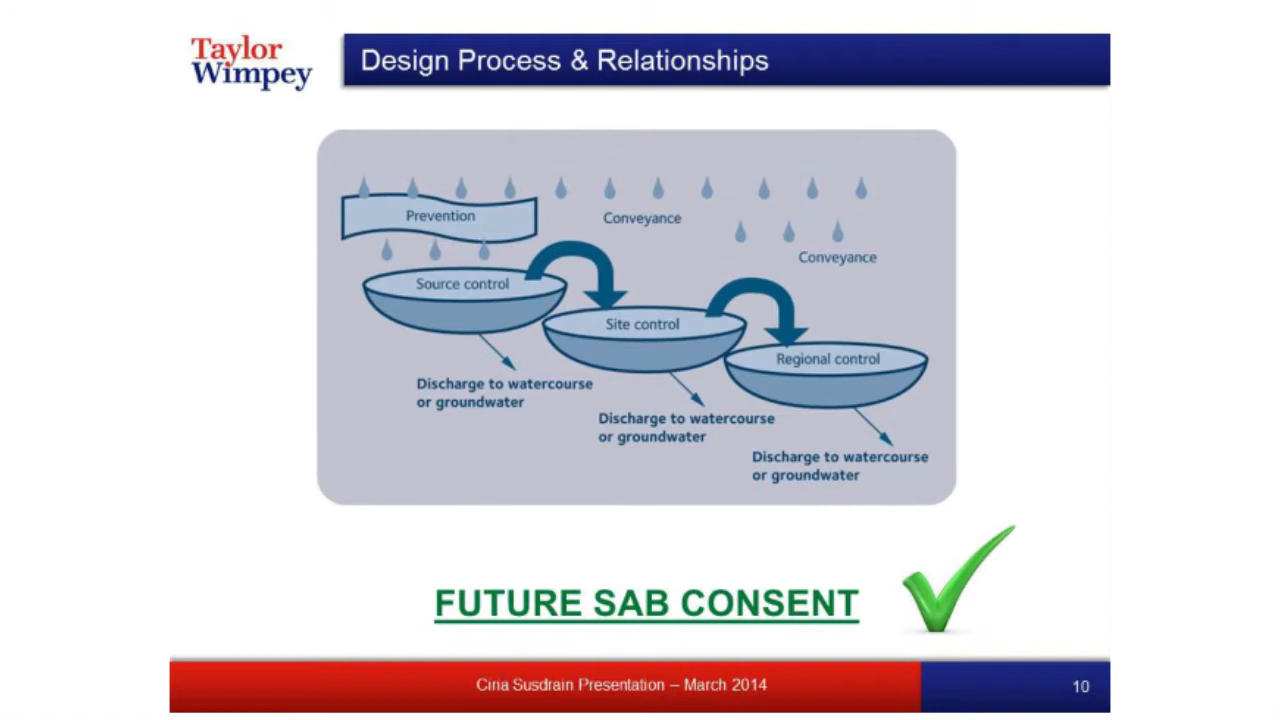 Taylor
Wimpey
Design Process & Relationships
Prevention
Conveyance
Conveyance
Source control
Site control
Regional control
Discharge to watercourse
or groundwater
Discharge to watercourse
or groundwater
Discharge to watercourse
or groundwater
FUTURE SAB CONSENT
Ciria Susdrain Presentation – March 2014
10